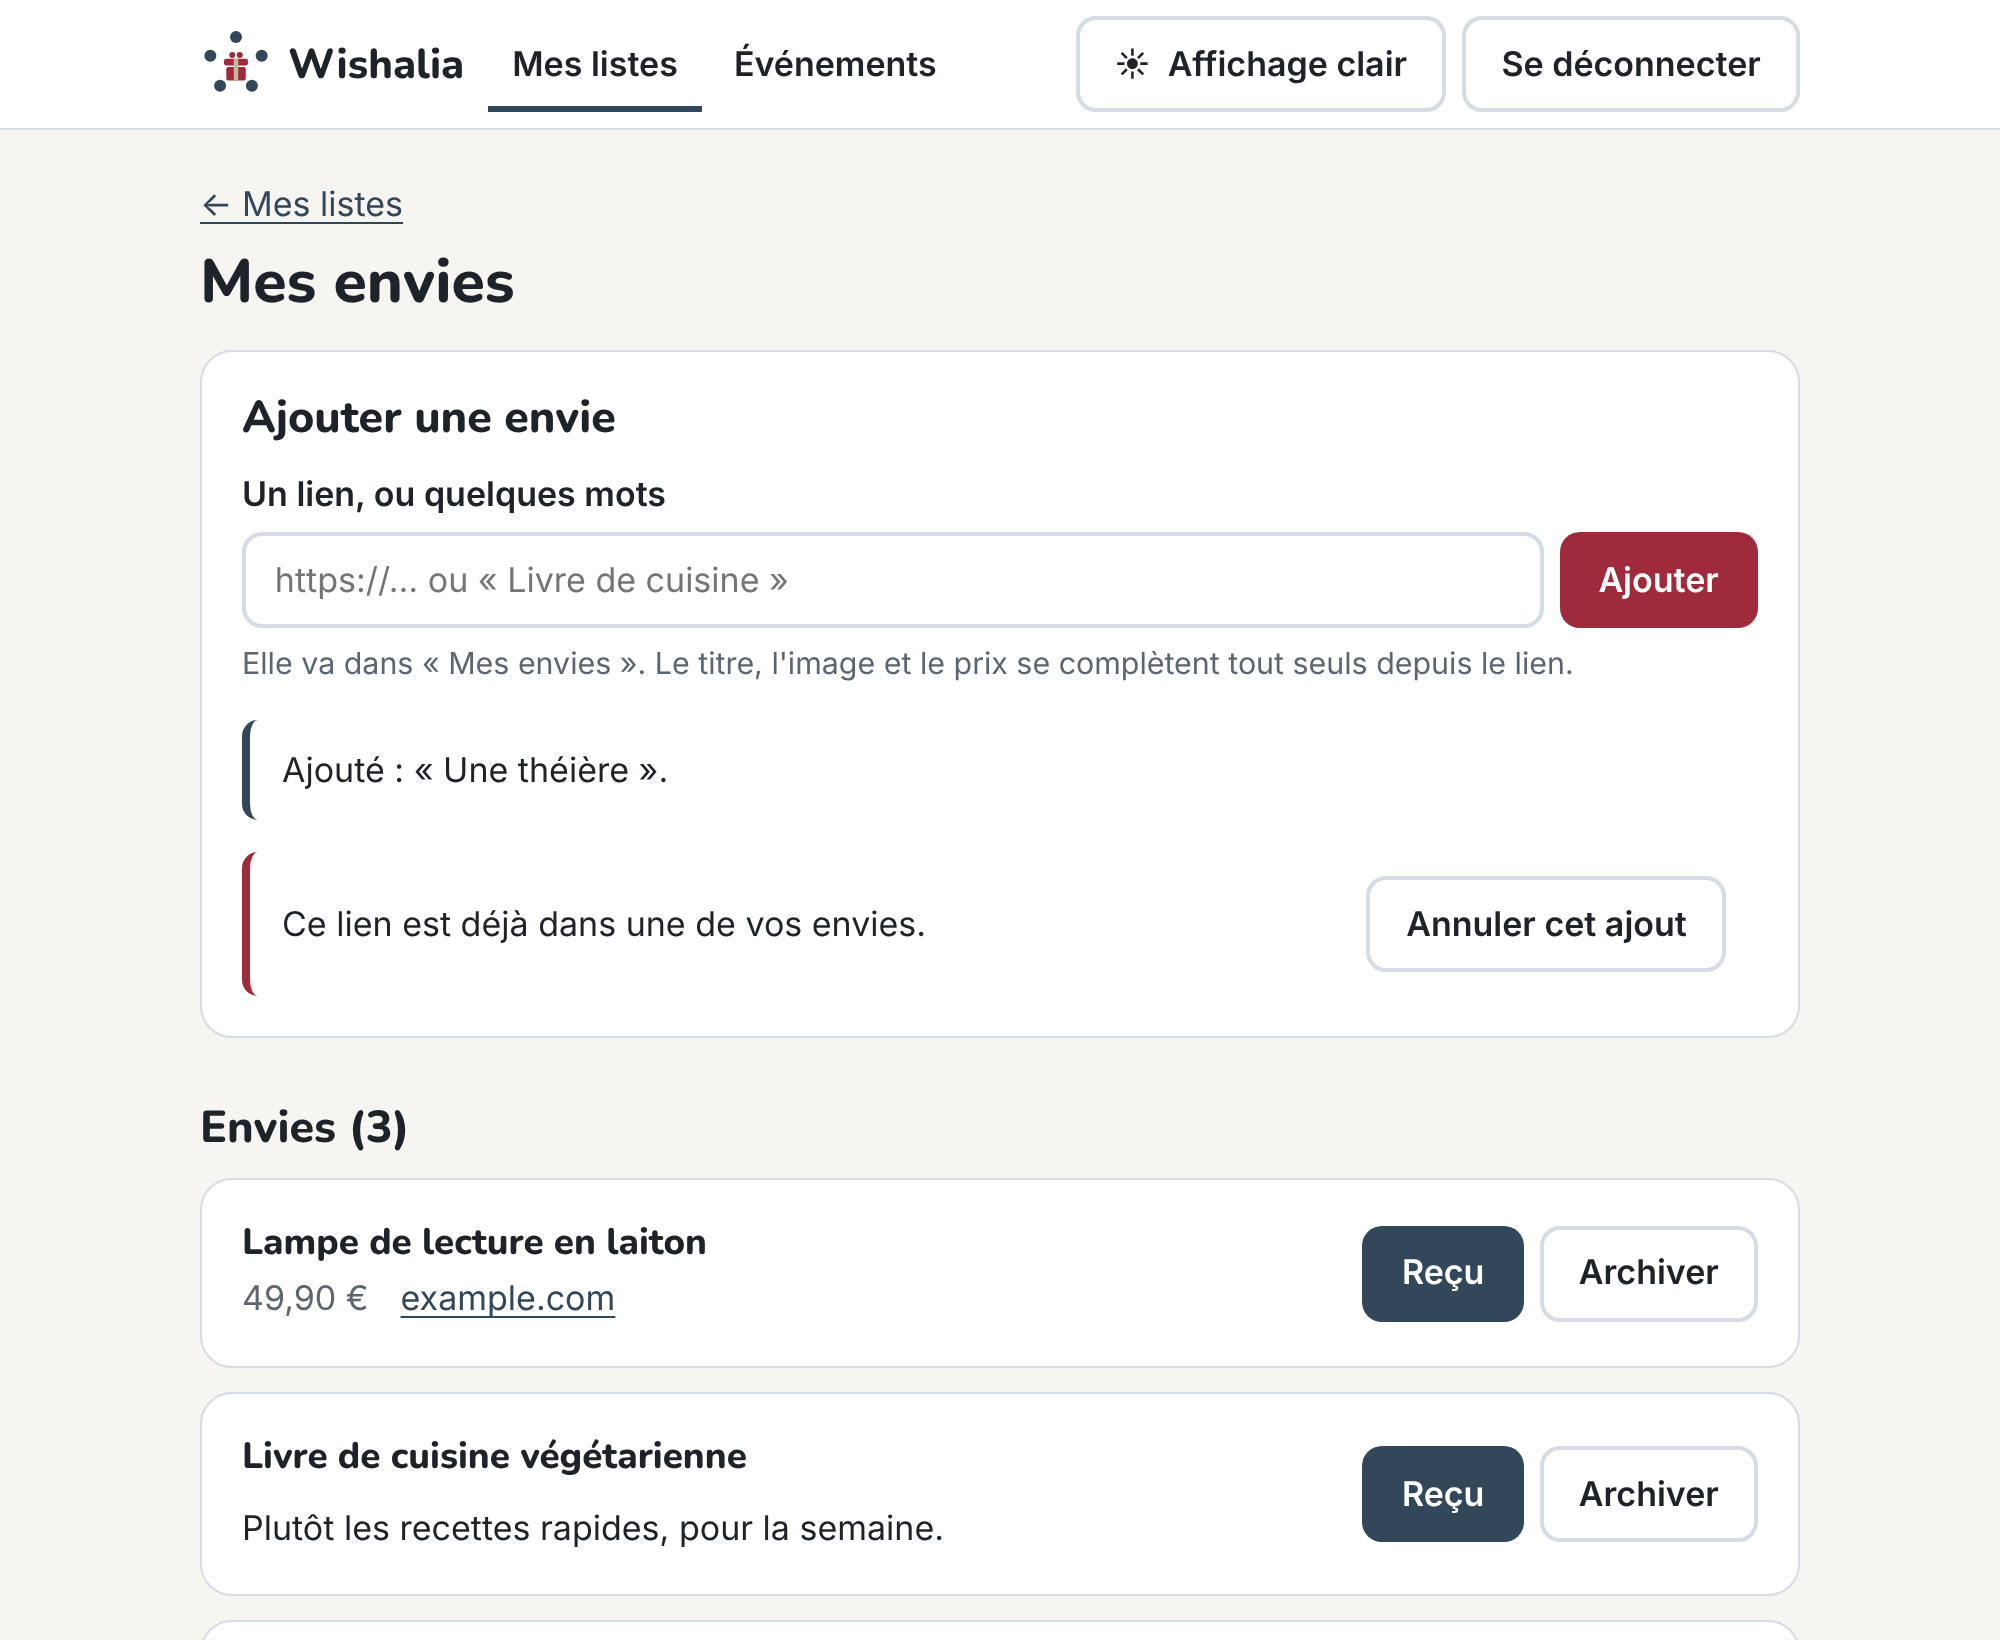 Wishalia
Mes listes
Événements
☀ Affichage clair
Se déconnecter
← Mes listes
Mes envies
Ajouter une envie
Un lien, ou quelques mots
https://… ou « Livre de cuisine »
Ajouter
Elle va dans « Mes envies ». Le titre, l'image et le prix se complètent tout seuls depuis le lien.
Ajouté : « Une théière ».
Ce lien est déjà dans une de vos envies.
Annuler cet ajout
Envies (3)
Lampe de lecture en laiton
49,90 € example.com
Reçu
Archiver
Livre de cuisine végétarienne
Plutôt les recettes rapides, pour la semaine.
Reçu
Archiver